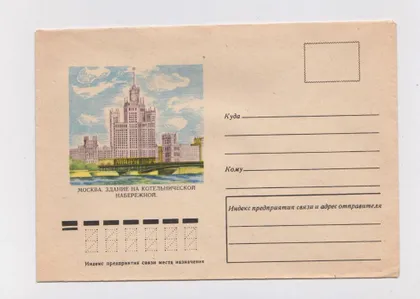 МОСКВА. ЗДАНИЕ НА КОТЕЛЬНИЧЕСКОЙ
НАБЕРЕЖНОЙ.
Куда
Кому
Индекс предприятия связи и адрес отправителя
Индекс предприятия связи места назначения